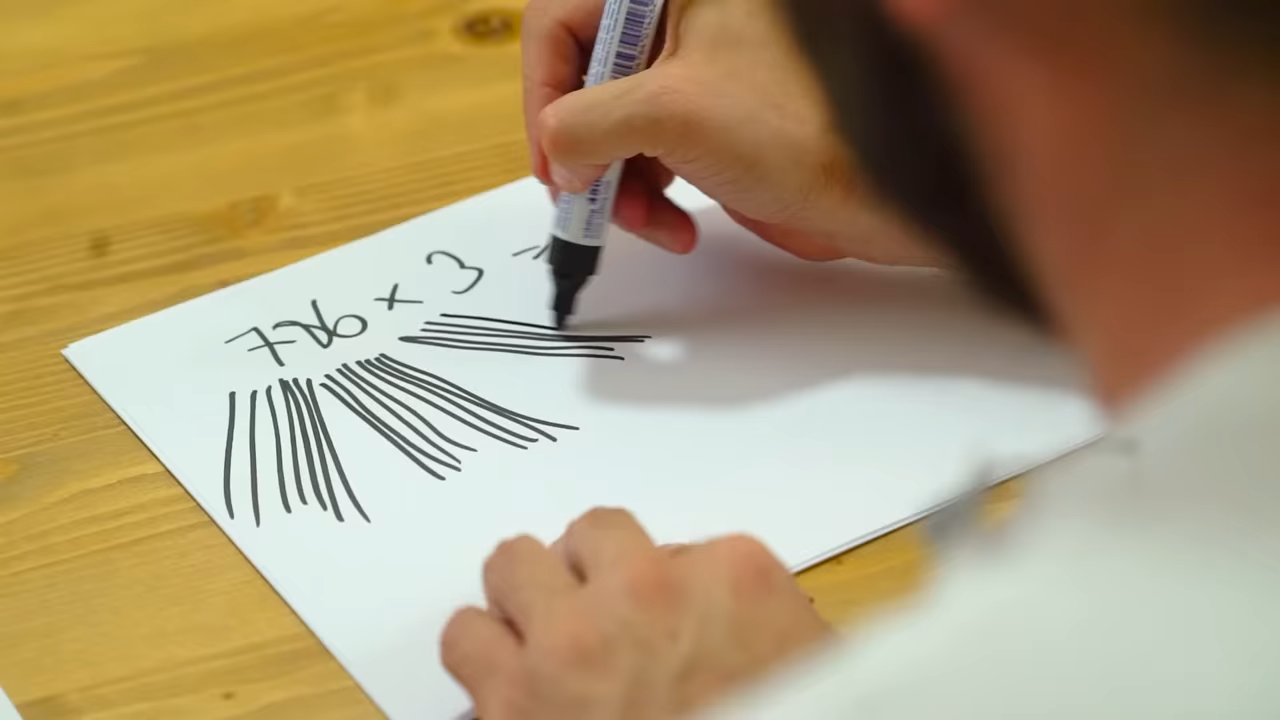 786 × 3 =